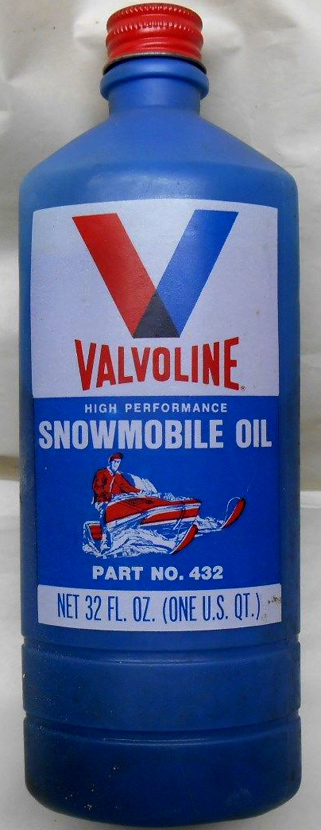 VALVOLINE®
HIGH PERFORMANCE
SNOWMOBILE OIL
PART NO. 432
NET 32 FL. OZ. (ONE U.S. QT.)